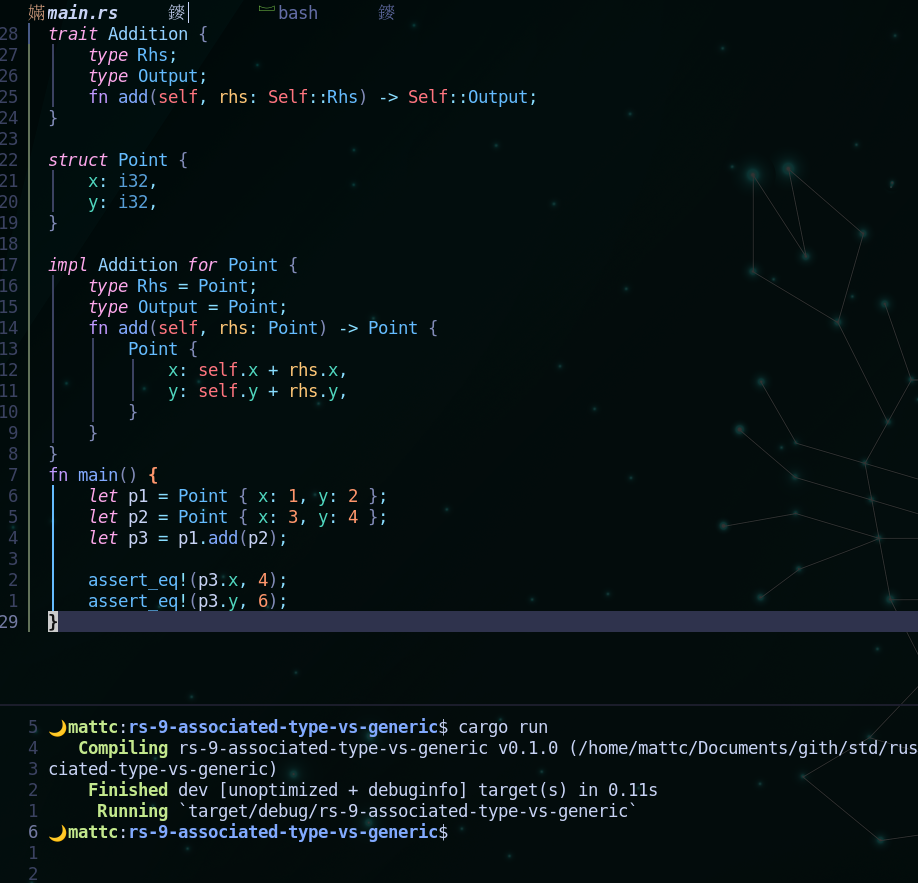 main.rs bash
28 trait Addition {
27 type Rhs;
26 type Output;
25 fn add(self, rhs: Self::Rhs) -> Self::Output;
24 }
23
22 struct Point {
21 x: i32,
20 y: i32,
19 }
18
17 impl Addition for Point {
16 type Rhs = Point;
15 type Output = Point;
14 fn add(self, rhs: Point) -> Point {
13 Point {
12 x: self.x + rhs.x,
11 y: self.y + rhs.y,
10 }
9 }
8 }
7 fn main() {
6 let p1 = Point { x: 1, y: 2 };
5 let p2 = Point { x: 3, y: 4 };
4 let p3 = p1.add(p2);
3
2 assert_eq!(p3.x, 4);
1 assert_eq!(p3.y, 6);
29 }
5 🌙mattc:rs-9-associated-type-vs-generic$ cargo run
4 Compiling rs-9-associated-type-vs-generic v0.1.0 (/home/mattc/Documents/gith/std/rus
3 ciated-type-vs-generic)
2 Finished dev [unoptimized + debuginfo] target(s) in 0.11s
1 Running `target/debug/rs-9-associated-type-vs-generic`
6 🌙mattc:rs-9-associated-type-vs-generic$
1
2